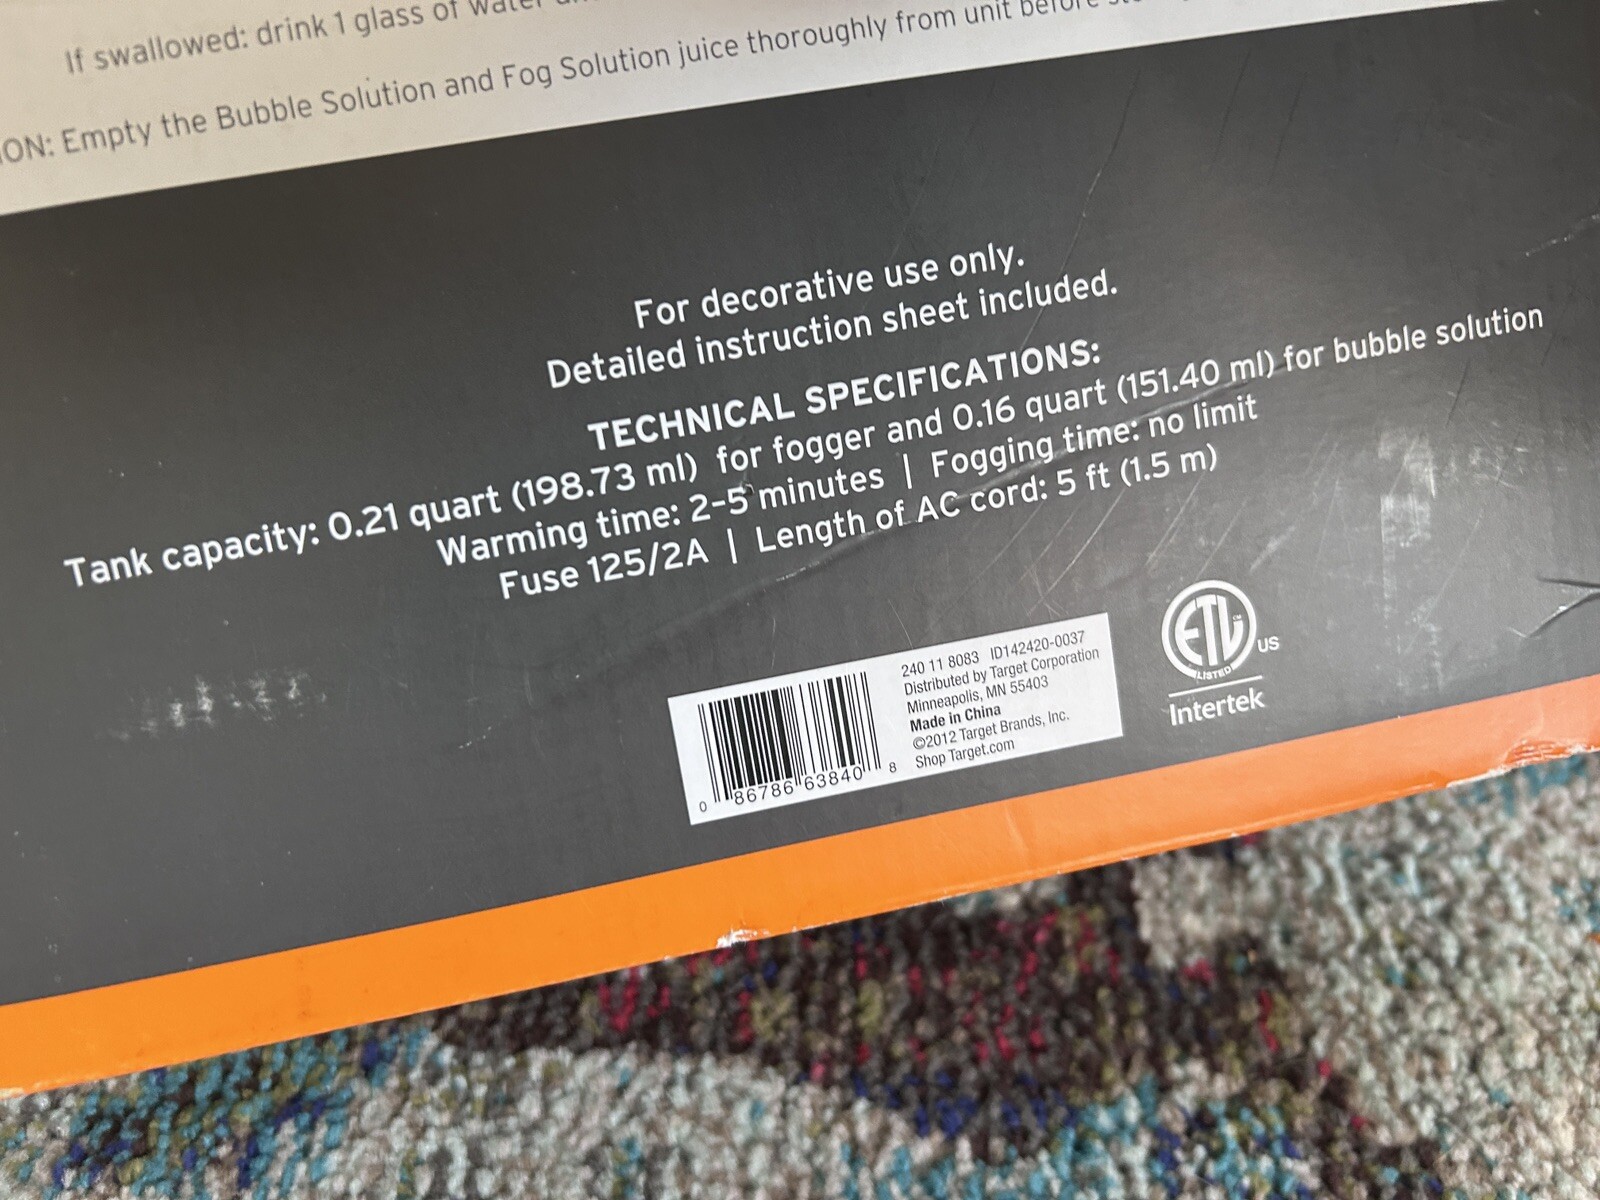 If swallowed: drink 1 glass of water
ION: Empty the Bubble Solution and Fog Solution juice thoroughly from unit before
For decorative use only.
Detailed instruction sheet included.
TECHNICAL SPECIFICATIONS:
Tank capacity: 0.21 quart (198.73 ml) for fogger and 0.16 quart (151.40 ml) for bubble solution
Warming time: 2-5 minutes | Fogging time: no limit
Fuse 125/2A | Length of AC cord: 5 ft (1.5 m)
0 86786 63840 8
240 11 8083 ID142420-0037
Distributed by Target Corporation
Minneapolis, MN 55403
Made in China
©2012 Target Brands, Inc.
Shop Target.com
ETL
LISTED
US
Intertek